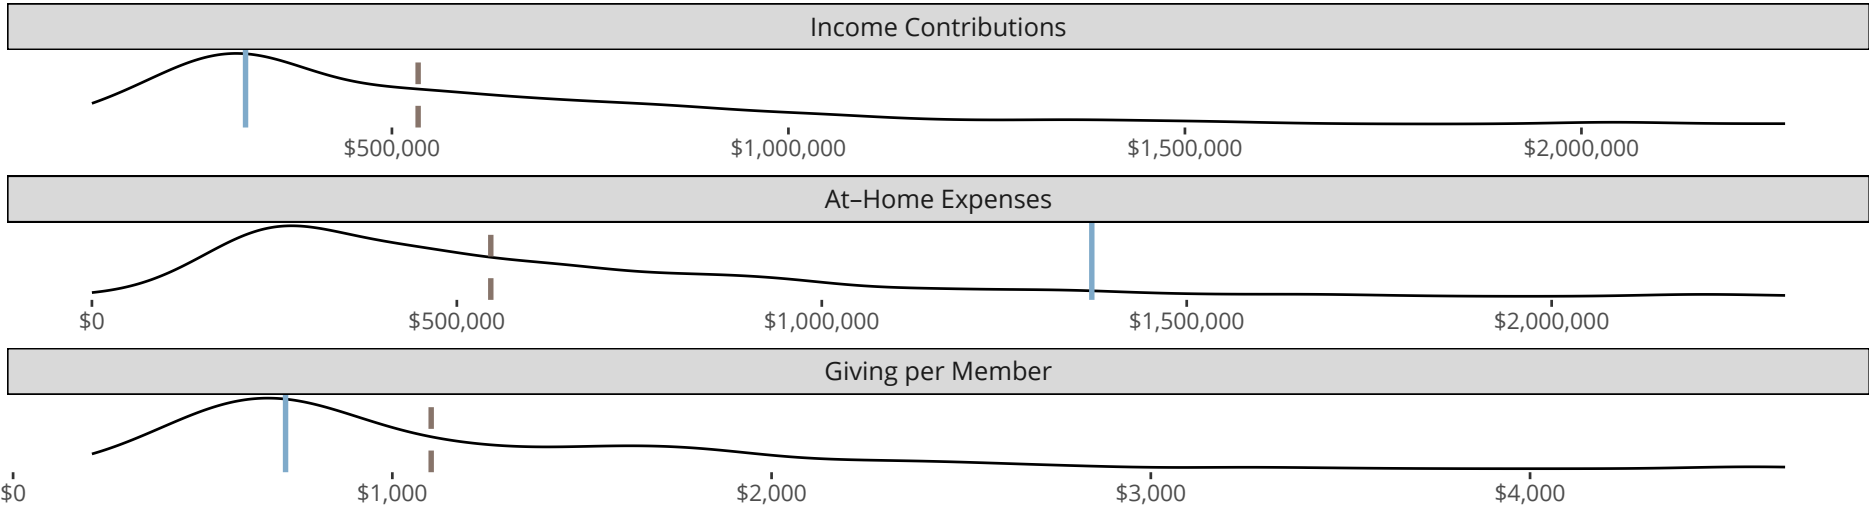 Income Contributions
$500,000 $1,000,000 $1,500,000 $2,000,000
At–Home Expenses
$0 $500,000 $1,000,000 $1,500,000 $2,000,000
Giving per Member
$0 $1,000 $2,000 $3,000 $4,000